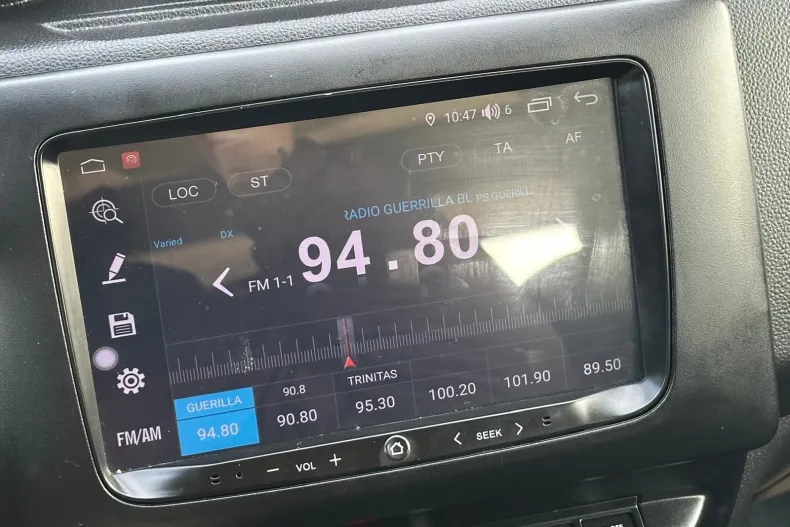 10:47 6
LOC ST PTY TA AF
Varied DX RADIO GUERRILLA BU PS GUERILL
FM 1-1 94.80
GUERILLA 90.8 TRINITAS
94.80 90.80 95.30 100.20 101.90 89.50
FM/AM
− VOL + < SEEK >